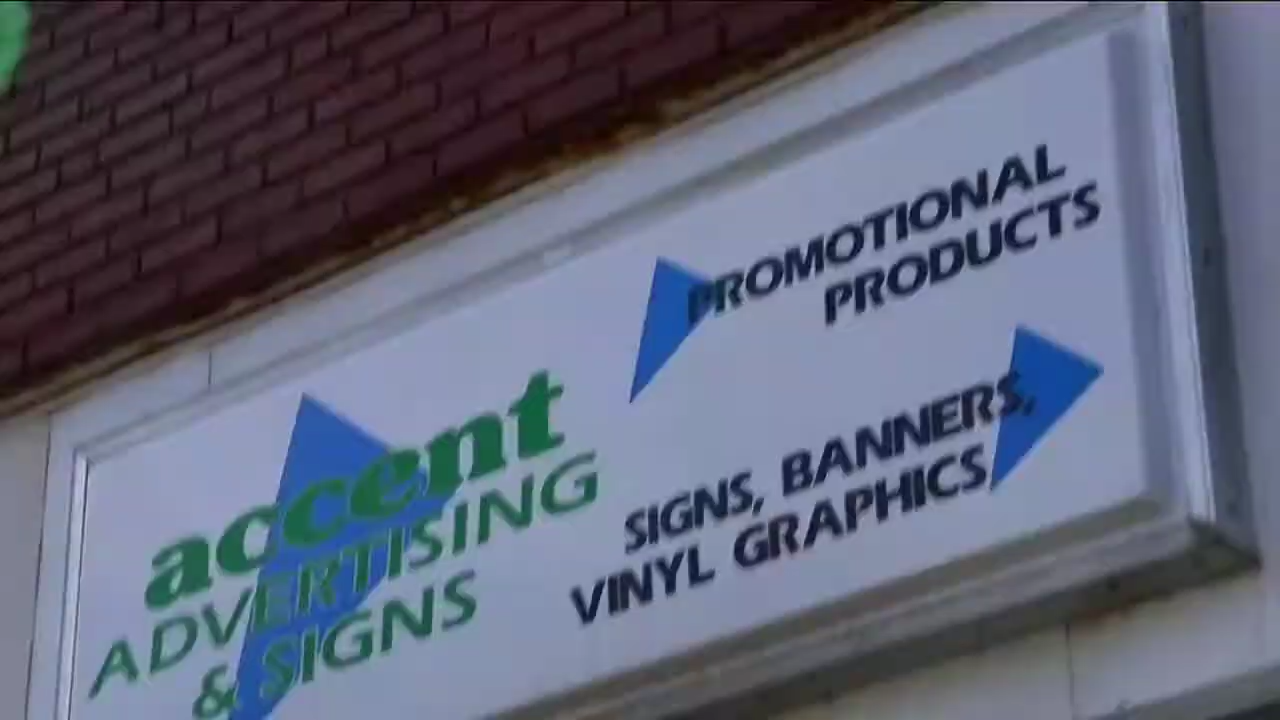 accent
ADVERTISING
& SIGNS
PROMOTIONAL
PRODUCTS
SIGNS, BANNERS,
VINYL GRAPHICS